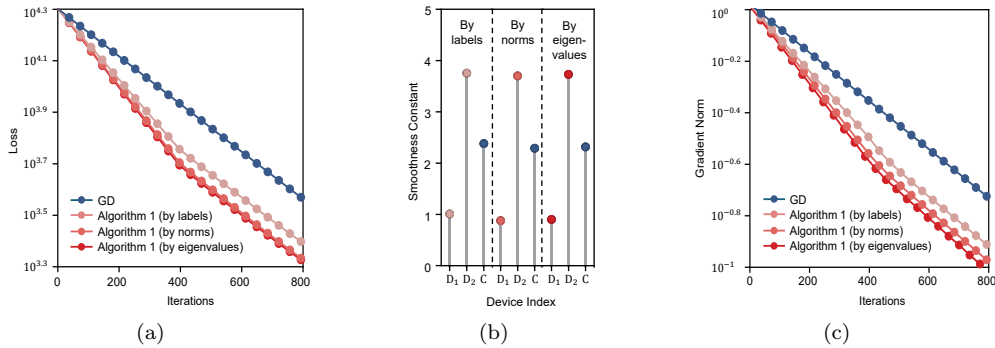 10^4.3
10^4.1
10^3.9
10^3.7
10^3.5
10^3.3
Loss
GD
Algorithm 1 (by labels)
Algorithm 1 (by norms)
Algorithm 1 (by eigenvalues)
0 200 400 600 800
Iterations
(a)
5
4
3
2
1
0
Smoothness Constant
By
labels
By
norms
By
eigen-
values
D₁ D₂ C D₁ D₂ C D₁ D₂ C
Device Index
(b)
10^0
10^−0.2
10^−0.4
10^−0.6
10^−0.8
10^−1
Gradent Norm
GD
Algorithm 1 (by labels)
Algorithm 1 (by norms)
Algorithm 1 (by eigenvalues)
0 200 400 600 800
Iterations
(c)